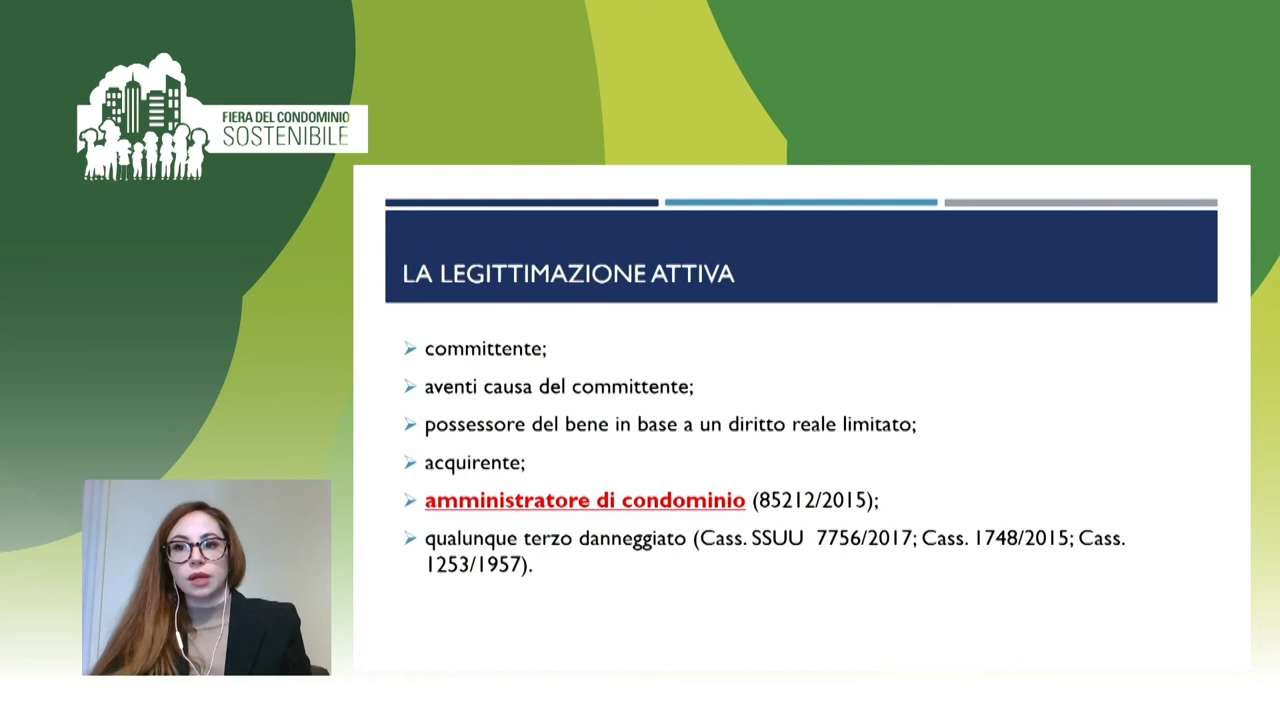 FIERA DEL CONDOMINIO
SOSTENIBILE
LA LEGITTIMAZIONE ATTIVA
committente;
aventi causa del committente;
possessore del bene in base a un diritto reale limitato;
acquirente;
amministratore di condominio (85212/2015);
qualunque terzo danneggiato (Cass. SSUU 7756/2017; Cass. 1748/2015; Cass.
1253/1957).